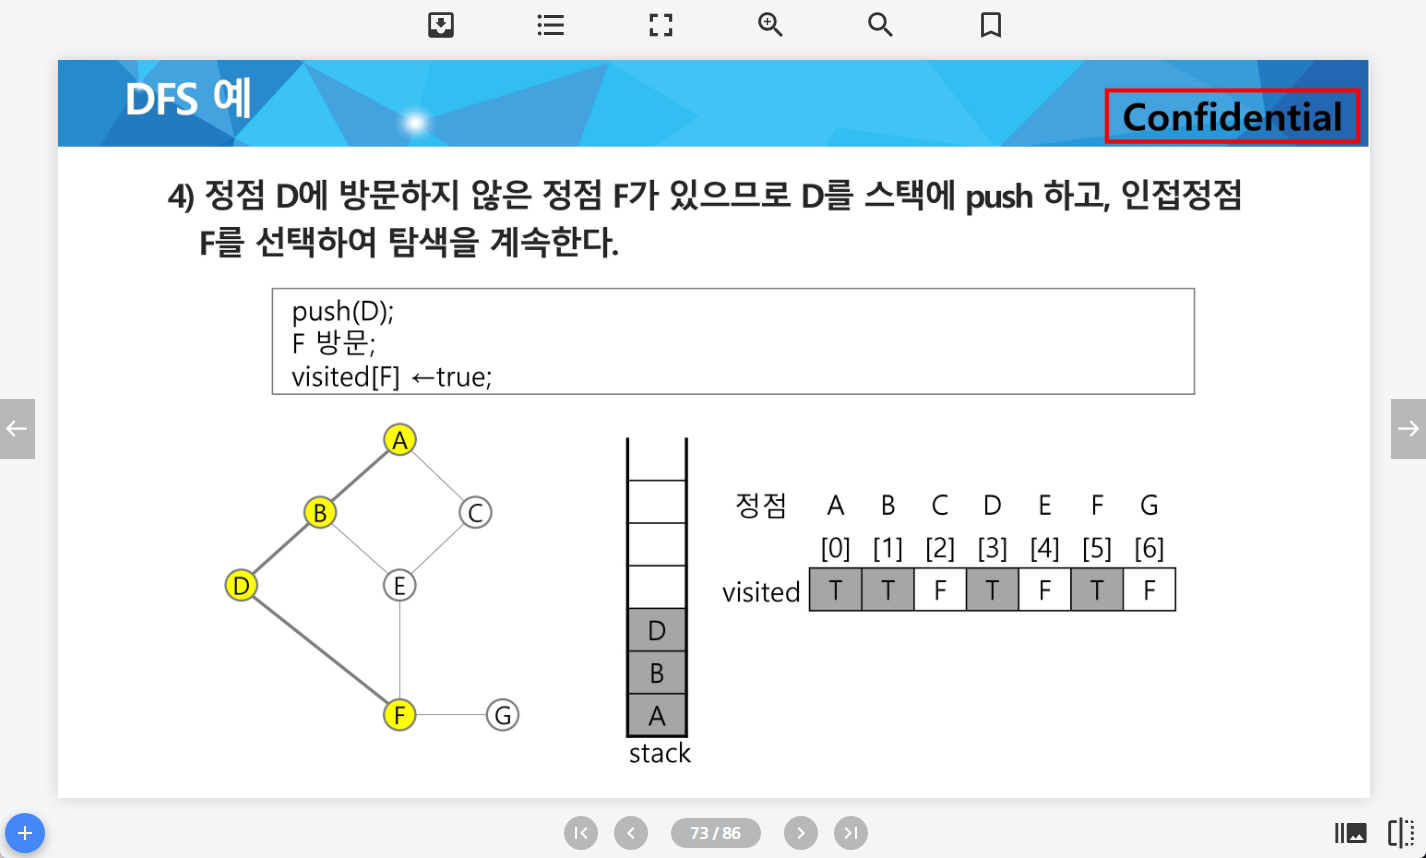 DFS 예
Confidential
4) 정점 D에 방문하지 않은 정점 F가 있으므로 D를 스택에 push 하고, 인접정점
F를 선택하여 탐색을 계속한다.
push(D);
F 방문;
visited[F] ←true;
A
B
C
D
E
F
G
D
B
A
stack
정점 A B C D E F G
[0] [1] [2] [3] [4] [5] [6]
visited T T F T F T F
73 / 86